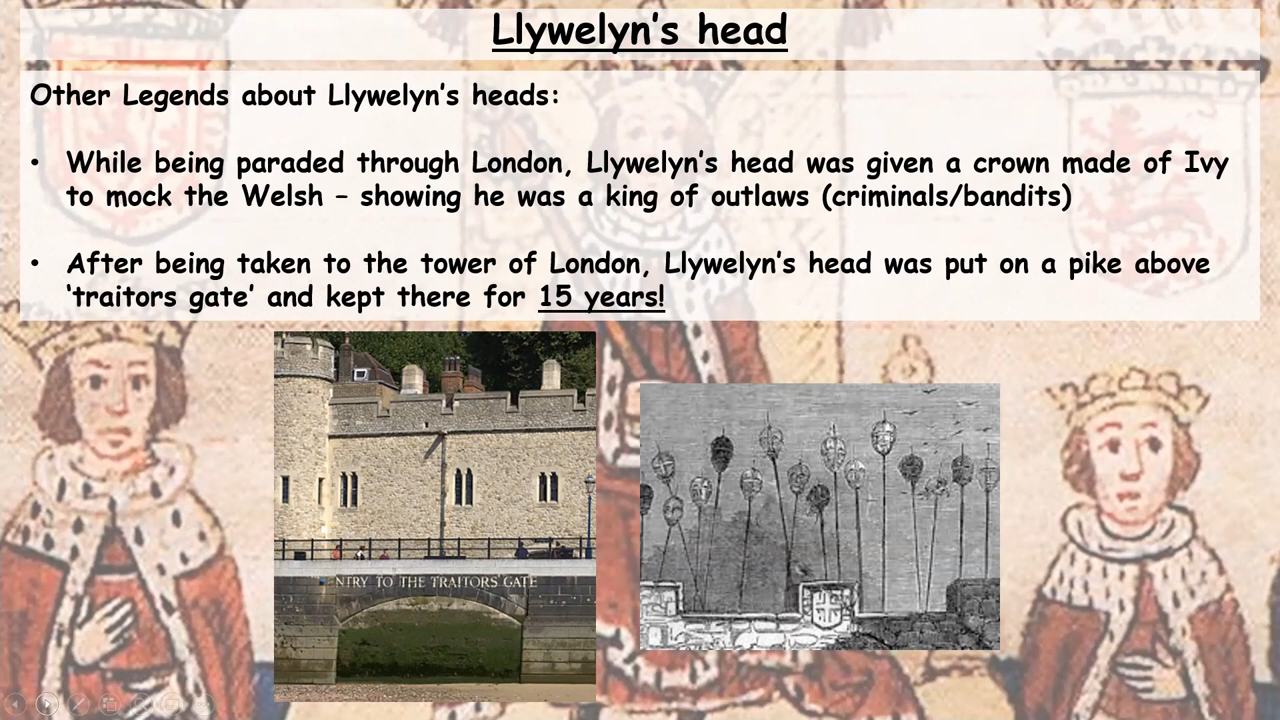 Llywelyn's head
Other Legends about Llywelyn's heads:
• While being paraded through London, Llywelyn's head was given a crown made of Ivy
to mock the Welsh – showing he was a king of outlaws (criminals/bandits)
• After being taken to the tower of London, Llywelyn's head was put on a pike above
'traitors gate' and kept there for 15 years!
NTRY TO THE TRAITORS GATE